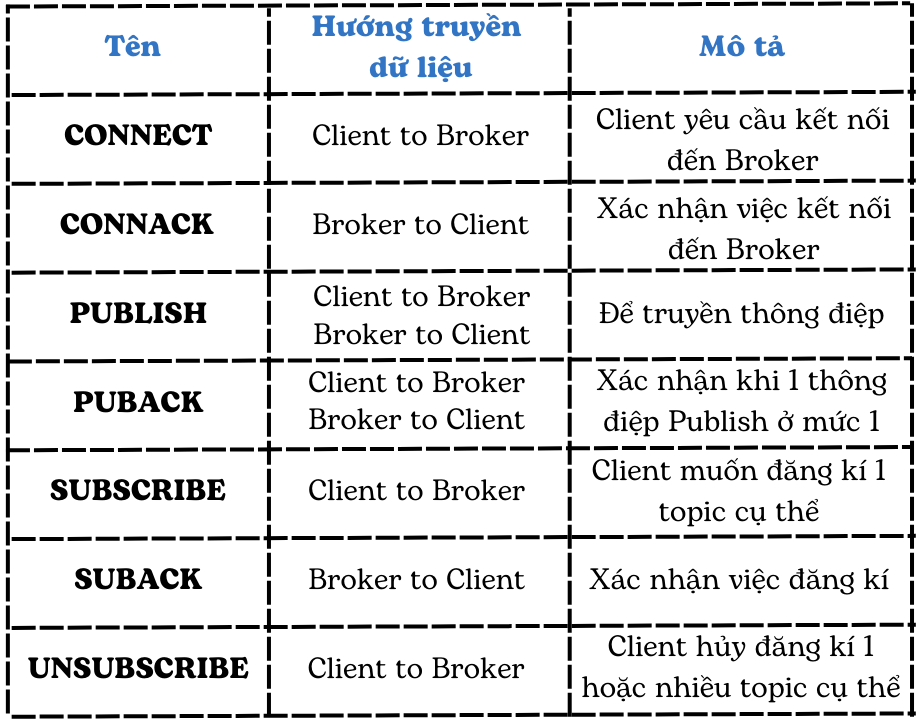 Tên
Hướng truyền
dữ liệu
Mô tả
CONNECT
Client to Broker
Client yêu cầu kết nối
đến Broker
CONNACK
Broker to Client
Xác nhận việc kết nối
đến Broker
PUBLISH
Client to Broker
Broker to Client
Để truyền thông điệp
PUBACK
Client to Broker
Broker to Client
Xác nhận khi 1 thông
điệp Publish ở mức 1
SUBSCRIBE
Client to Broker
Client muốn đăng kí 1
topic cụ thể
SUBACK
Broker to Client
Xác nhận việc đăng kí
UNSUBSCRIBE
Client to Broker
Client hủy đăng kí 1
hoặc nhiều topic cụ thể